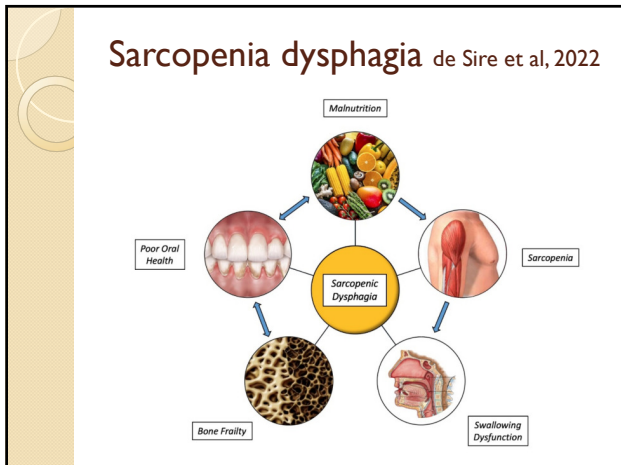 Sarcopenia dysphagia de Sire et al, 2022
Malnutrition
Poor Oral
Health
Sarcopenic
Dysphagia
Sarcopenia
Bone Frailty
Swallowing
Dysfunction